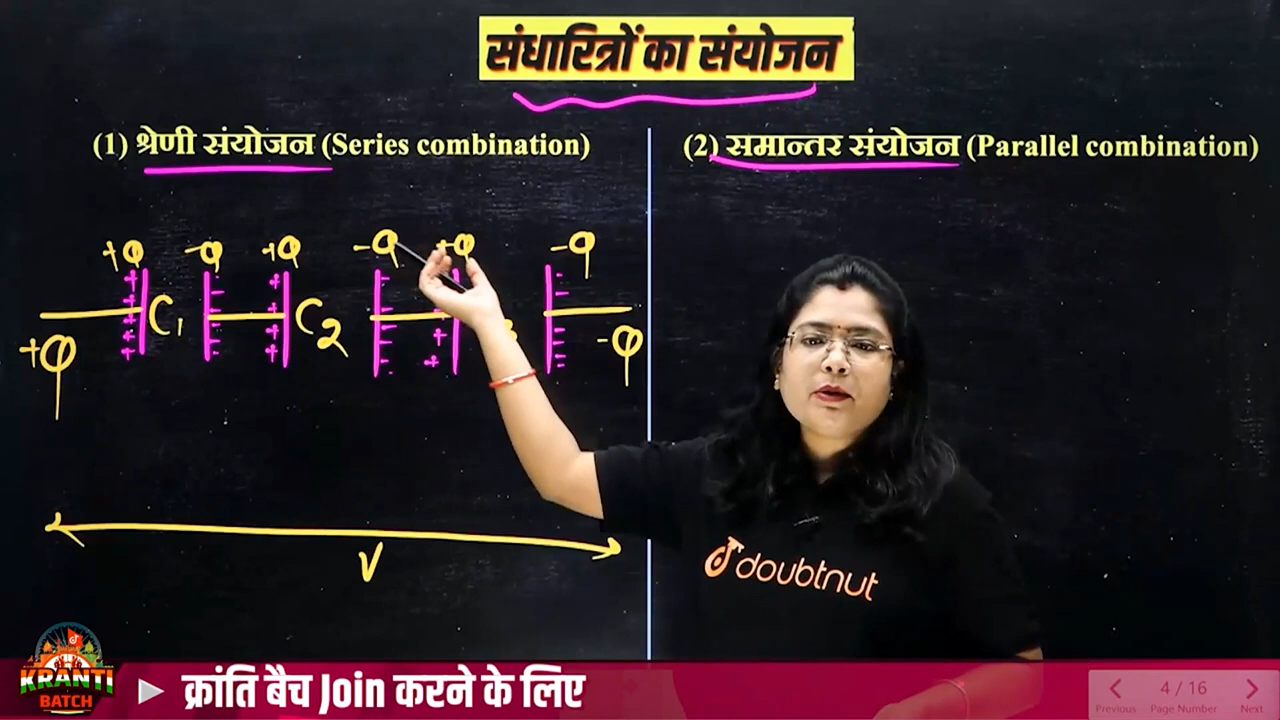 संधारित्रों का संयोजन
(1) श्रेणी संयोजन (Series combination)
(2) समान्तर संयोजन (Parallel combination)
+Q -Q +Q -Q +Q -Q
C1 C2
+Q -Q
V
doubtnut
KRANTI
BATCH
क्रांति बैच Join करने के लिए
4 / 16
Previous Page Number Next